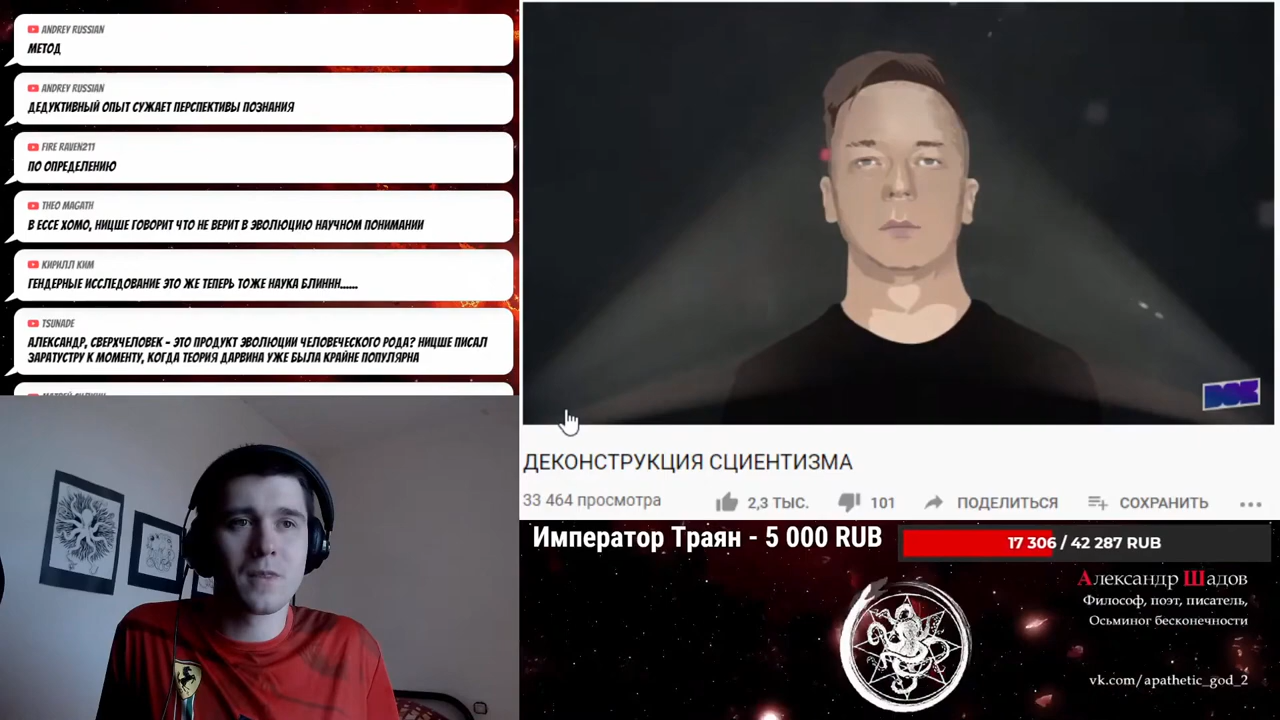 ANDREY RUSSIAN
МЕТОД
ANDREY RUSSIAN
ДЕДУКТИВНЫЙ ОПЫТ СУЖАЕТ ПЕРСПЕКТИВЫ ПОЗНАНИЯ
FIRE RAVEN211
ПО ОПРЕДЕЛЕНИЮ
THEO MAGATH
В ЕССЕ ХОМО, НИЦШЕ ГОВОРИТ ЧТО НЕ ВЕРИТ В ЭВОЛЮЦИЮ НАУЧНОМ ПОНИМАНИИ
КИРИЛЛ КИМ
ГЕНДЕРНЫЕ ИССЛЕДОВАНИЕ ЭТО ЖЕ ТЕПЕРЬ ТОЖЕ НАУКА БЛИННН......
TSUNADE
АЛЕКСАНДР, СВЕРХЧЕЛОВЕК - ЭТО ПРОДУКТ ЭВОЛЮЦИИ ЧЕЛОВЕЧЕСКОГО РОДА? НИЦШЕ ПИСАЛ
ЗАРАТУСТРУ К МОМЕНТУ, КОГДА ТЕОРИЯ ДАРВИНА УЖЕ БЫЛА КРАЙНЕ ПОПУЛЯРНА
ДЕКОНСТРУКЦИЯ СЦИЕНТИЗМА
33 464 просмотра
2,3 ТЫС.
101
ПОДЕЛИТЬСЯ
СОХРАНИТЬ
Император Траян - 5 000 RUB
17 306 / 42 287 RUB
Александр Шадов
Философ, поэт, писатель,
Осьминог бесконечности
vk.com/apathetic_god_2